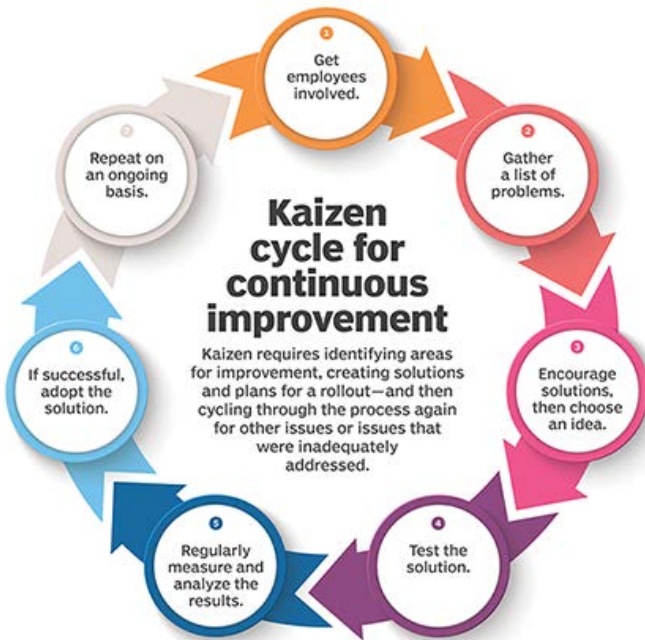 1
Get
employees
involved.
2
Gather
a list of
problems.
3
Encourage
solutions,
then choose
an idea.
4
Test the
solution.
5
Regularly
measure and
analyze the
results.
6
If successful,
adopt the
solution.
7
Repeat on
an ongoing
basis.
Kaizen
cycle for
continuous
improvement
Kaizen requires identifying areas
for improvement, creating solutions
and plans for a rollout—and then
cycling through the process again
for other issues or issues that
were inadequately
addressed.